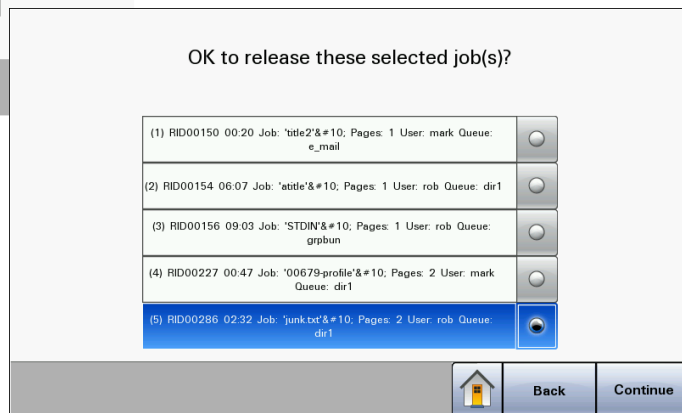 OK to release these selected job(s)?
(1) RID00150 00:20 Job: 'title2'&#10; Pages: 1 User: mark Queue:
e_mail
(2) RID00154 06:07 Job: 'atitle'&#10; Pages: 1 User: rob Queue: dir1
(3) RID00156 09:03 Job: 'STDIN'&#10; Pages: 1 User: rob Queue:
grpbun
(4) RID00227 00:47 Job: '00679-profile'&#10; Pages: 2 User: mark
Queue: dir1
(5) RID00286 02:32 Job: 'junk.txt'&#10; Pages: 2 User: rob Queue:
dir1
Back
Continue